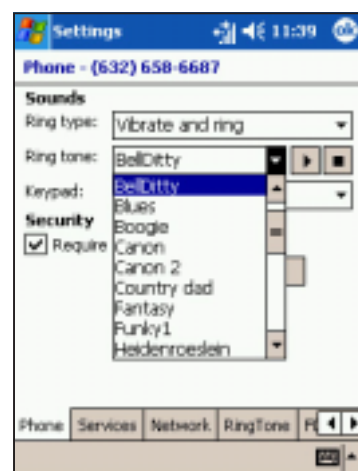 Settings 11:39 ok
Phone - (632) 658-6687
Sounds
Ring type: Vibrate and ring
Ring tone: BellDitty
Keypad:
BellDitty
Blues
Security
Boogie
Require
Canon
Canon 2
Country dad
Fantasy
Funky1
Heidenroeslein
Phone Services Network RingTone